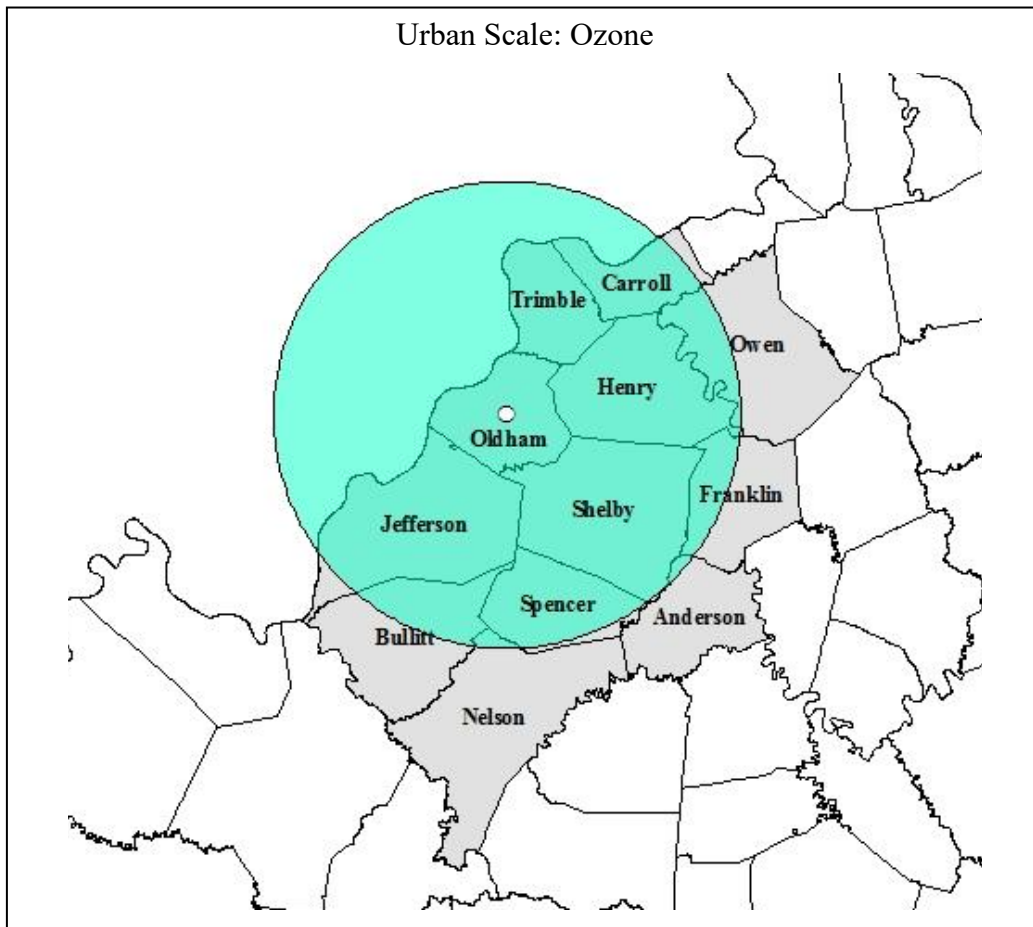 Urban Scale: Ozone
Carroll
Trimble
Owen
Henry
Oldham
Franklin
Shelby
Jefferson
Spencer
Anderson
Bullitt
Nelson